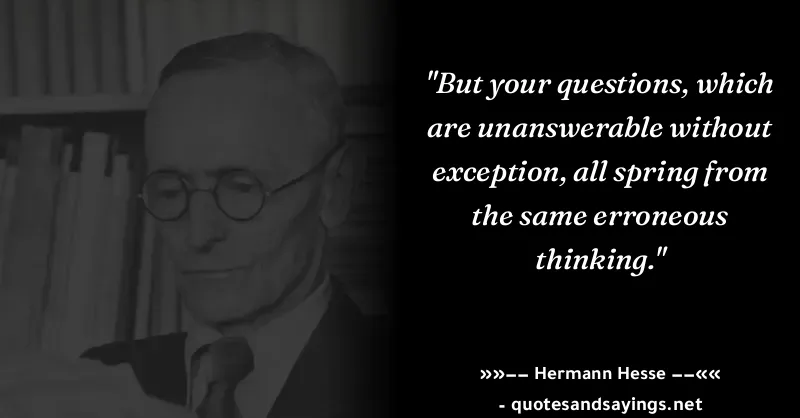 "But your questions, which
are unanswerable without
exception, all spring from
the same erroneous
thinking."
»»−− Hermann Hesse −−««
- quotesandsayings.net